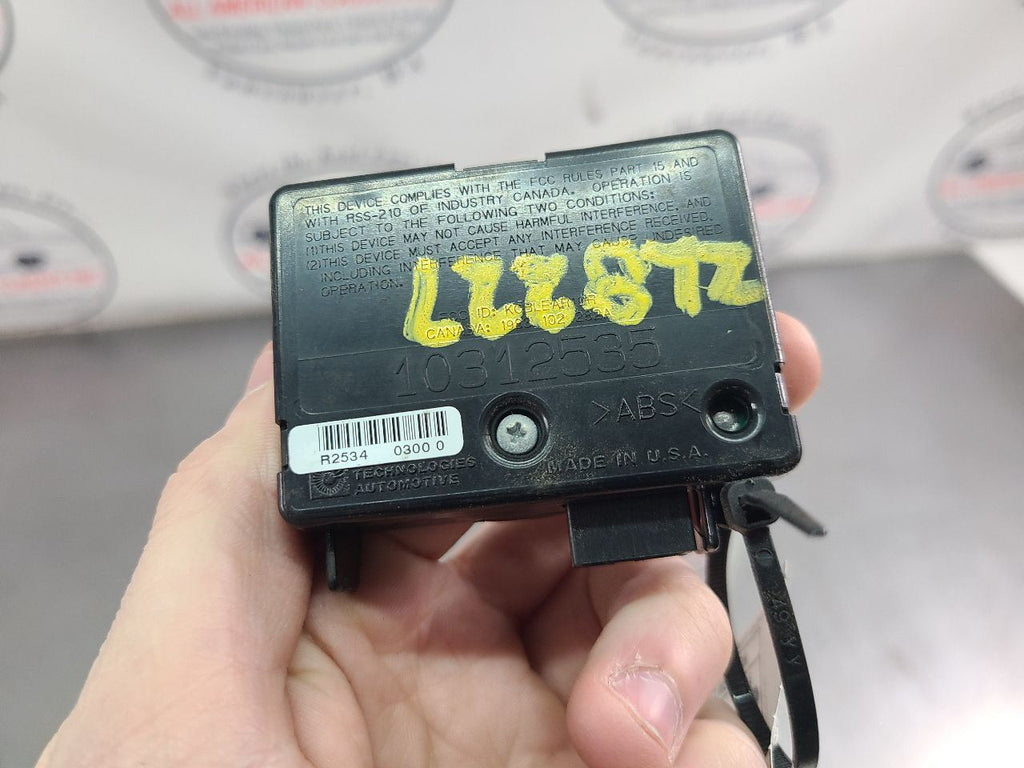 THIS DEVICE COMPLIES WITH THE FCC RULES PART 15 AND
WITH RSS-210 OF INDUSTRY CANADA. OPERATION IS
SUBJECT TO THE FOLLOWING TWO CONDITIONS:
(1)THIS DEVICE MAY NOT CAUSE HARMFUL INTERFERENCE, AND
(2)THIS DEVICE MUST ACCEPT ANY INTERFERENCE RECEIVED,
INCLUDING INTERFERENCE THAT MAY CAUSE UNDESIRED
OPERATION.
ID:
CANADA: 102
10312535
>ABS<
R2534 0300 0
TECHNOLOGIES
AUTOMOTIVE
MADE IN U.S.A.